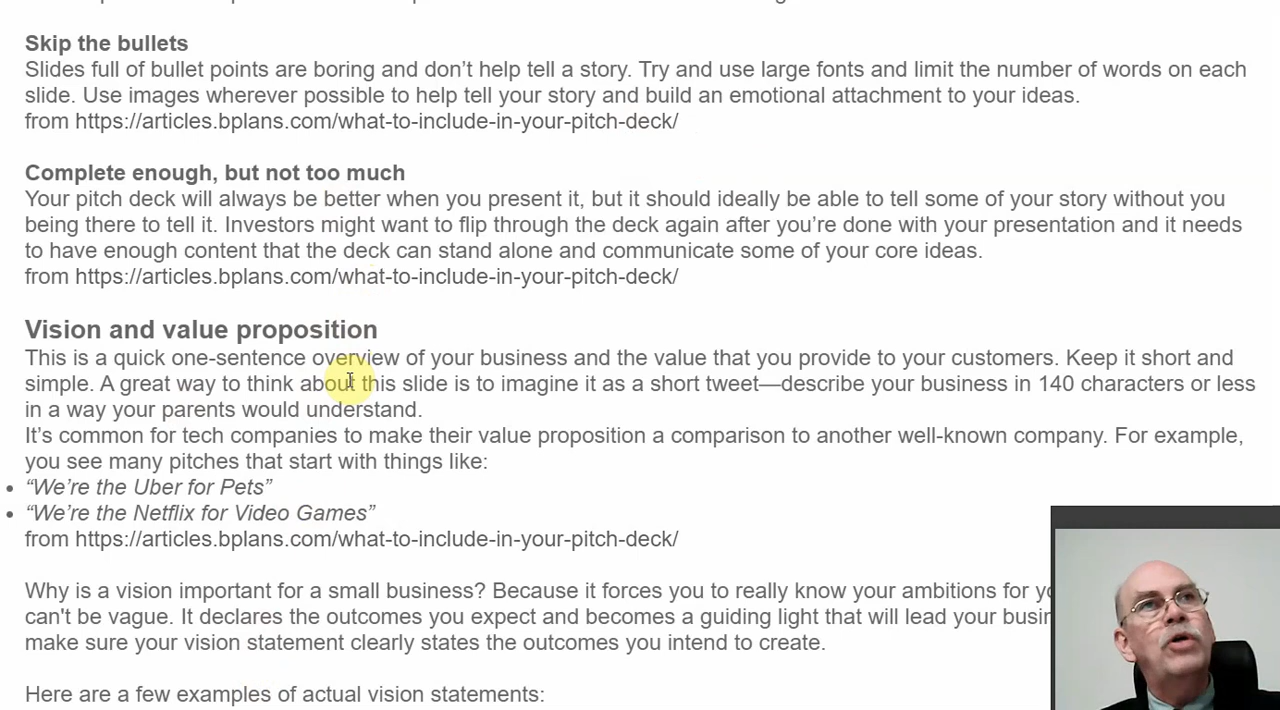 Skip the bullets
Slides full of bullet points are boring and don’t help tell a story. Try and use large fonts and limit the number of words on each
slide. Use images wherever possible to help tell your story and build an emotional attachment to your ideas.
from https://articles.bplans.com/what-to-include-in-your-pitch-deck/
Complete enough, but not too much
Your pitch deck will always be better when you present it, but it should ideally be able to tell some of your story without you
being there to tell it. Investors might want to flip through the deck again after you’re done with your presentation and it needs
to have enough content that the deck can stand alone and communicate some of your core ideas.
from https://articles.bplans.com/what-to-include-in-your-pitch-deck/
Vision and value proposition
This is a quick one-sentence overview of your business and the value that you provide to your customers. Keep it short and
simple. A great way to think about this slide is to imagine it as a short tweet—describe your business in 140 characters or less
in a way your parents would understand.
It’s common for tech companies to make their value proposition a comparison to another well-known company. For example,
you see many pitches that start with things like:
• “We’re the Uber for Pets”
• “We’re the Netflix for Video Games”
from https://articles.bplans.com/what-to-include-in-your-pitch-deck/
Why is a vision important for a small business? Because it forces you to really know your ambitions for
can't be vague. It declares the outcomes you expect and becomes a guiding light that will lead your
make sure your vision statement clearly states the outcomes you intend to create.
Here are a few examples of actual vision statements: